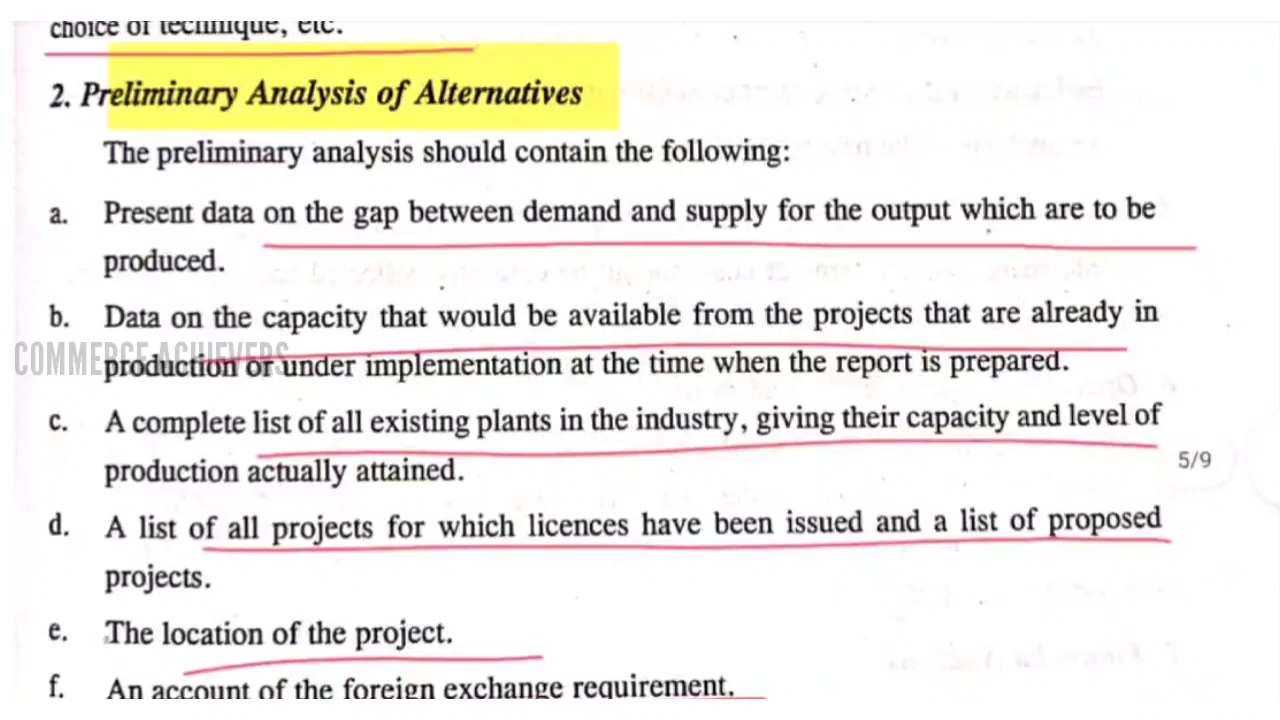 choice of technique, etc.
2. Preliminary Analysis of Alternatives
The preliminary analysis should contain the following:
a. Present data on the gap between demand and supply for the output which are to be
produced.
b. Data on the capacity that would be available from the projects that are already in
COMMERCE ACHIEVERS
production or under implementation at the time when the report is prepared.
c. A complete list of all existing plants in the industry, giving their capacity and level of
5/9
production actually attained.
d. A list of all projects for which licences have been issued and a list of proposed
projects.
e. The location of the project.
f. An account of the foreign exchange requirement.